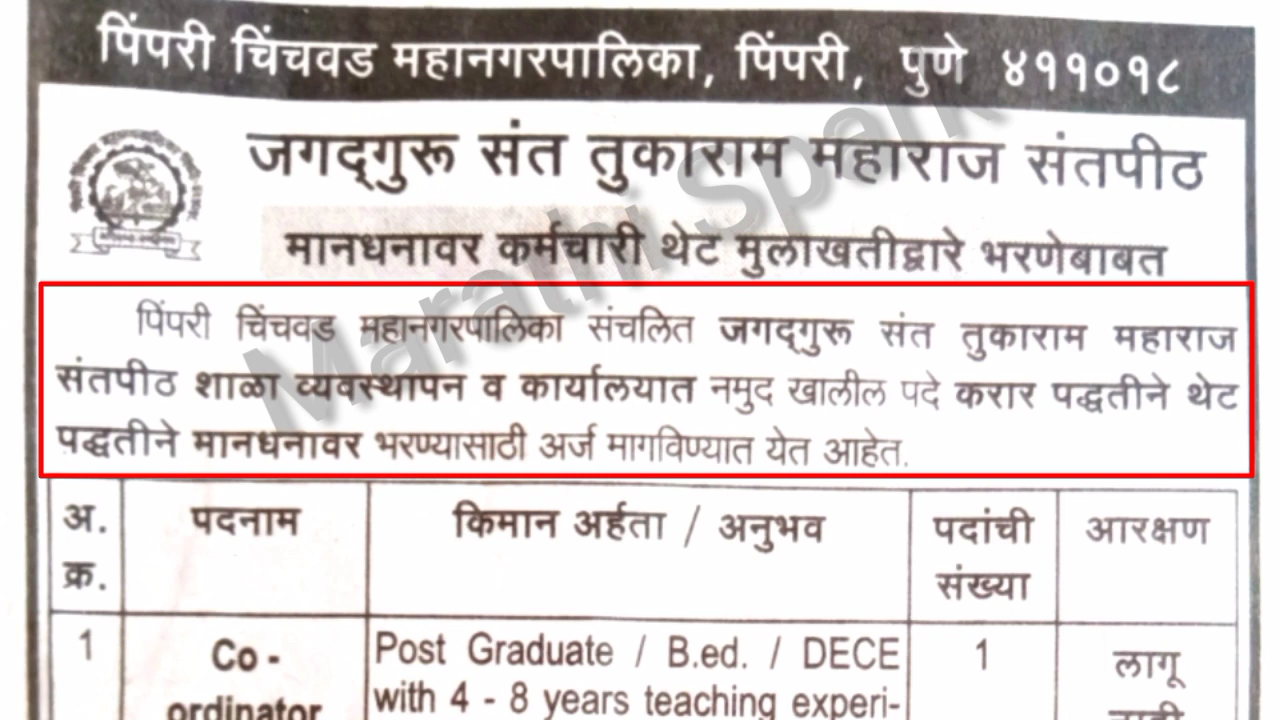 पिंपरी चिंचवड महानगरपालिका, पिंपरी, पुणे ४११०१८
जगद्गुरू संत तुकाराम महाराज संतपीठ
मानधनावर कर्मचारी थेट मुलाखतीद्वारे भरणेबाबत
पिंपरी चिंचवड महानगरपालिका संचलित जगद्गुरू संत तुकाराम महाराज
संतपीठ शाळा व्यवस्थापन व कार्यालयात नमुद खालील पदे करार पद्धतीने थेट
पद्धतीने मानधनावर भरण्यासाठी अर्ज मागविण्यात येत आहेत.
Marathi Spark
अ. क्र. पदनाम किमान अर्हता / अनुभव पदांची संख्या आरक्षण
1 Co - Post Graduate / B.ed. / DECE 1 लागू
ordinator with 4 - 8 years teaching experi-